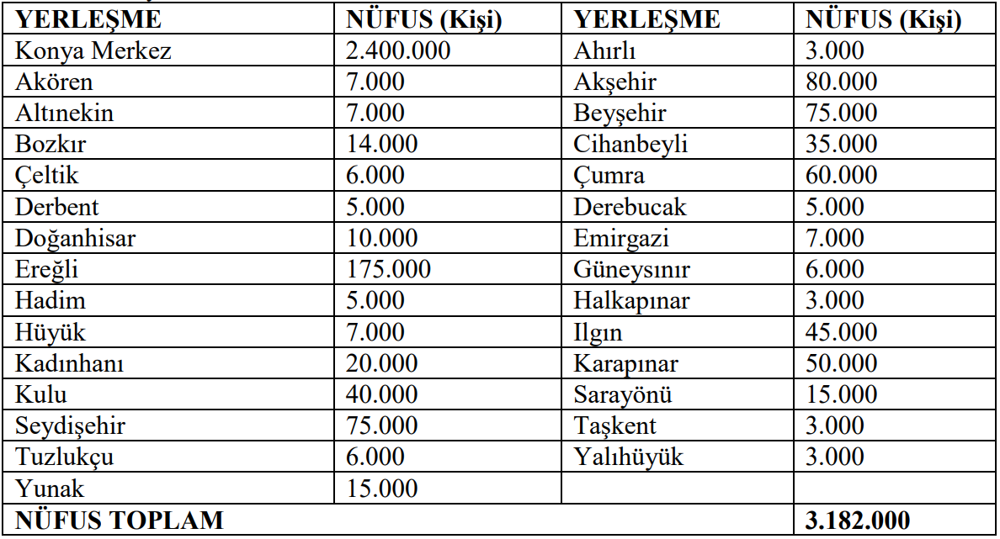 YERLEŞME NÜFUS (Kişi) YERLEŞME NÜFUS (Kişi)
Konya Merkez 2.400.000 Ahırlı 3.000
Akören 7.000 Akşehir 80.000
Altınekin 7.000 Beyşehir 75.000
Bozkır 14.000 Cihanbeyli 35.000
Çeltik 6.000 Çumra 60.000
Derbent 5.000 Derebucak 5.000
Doğanhisar 10.000 Emirgazi 7.000
Ereğli 175.000 Güneysınır 6.000
Hadim 5.000 Halkapınar 3.000
Hüyük 7.000 Ilgın 45.000
Kadınhanı 20.000 Karapınar 50.000
Kulu 40.000 Sarayönü 15.000
Seydişehir 75.000 Taşkent 3.000
Tuzlukçu 6.000 Yalıhüyük 3.000
Yunak 15.000
NÜFUS TOPLAM 3.182.000